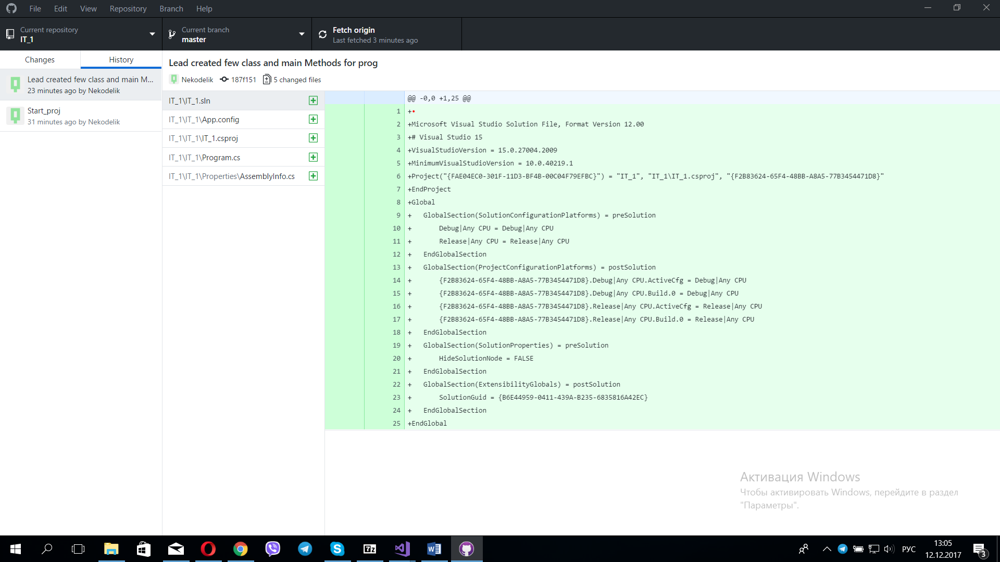 File Edit View Repository Branch Help
Current repository
IT_1
Current branch
master
Fetch origin
Last fetched 3 minutes ago
Changes History
Lead created few class and main M...
23 minutes ago by Nekodelik
Start_proj
31 minutes ago by Nekodelik
Lead created few class and main Methods for prog
Nekodelik 187f151 5 changed files
IT_1\IT_1.sln
IT_1\IT_1\App.config
IT_1\IT_1\IT_1.csproj
IT_1\IT_1\Program.cs
IT_1\IT_1\Properties\AssemblyInfo.cs
@@ -0,0 +1,25 @@
1 +•
2 +Microsoft Visual Studio Solution File, Format Version 12.00
3 +# Visual Studio 15
4 +VisualStudioVersion = 15.0.27004.2009
5 +MinimumVisualStudioVersion = 10.0.40219.1
6 +Project("{FAE04EC0-301F-11D3-BF4B-00C04F79EFBC}") = "IT_1", "IT_1\IT_1.csproj", "{F2B83624-65F4-48BB-A8A5-77B3454471D8}"
7 +EndProject
8 +Global
9 + GlobalSection(SolutionConfigurationPlatforms) = preSolution
10 + Debug|Any CPU = Debug|Any CPU
11 + Release|Any CPU = Release|Any CPU
12 + EndGlobalSection
13 + GlobalSection(ProjectConfigurationPlatforms) = postSolution
14 + {F2B83624-65F4-48BB-A8A5-77B3454471D8}.Debug|Any CPU.ActiveCfg = Debug|Any CPU
15 + {F2B83624-65F4-48BB-A8A5-77B3454471D8}.Debug|Any CPU.Build.0 = Debug|Any CPU
16 + {F2B83624-65F4-48BB-A8A5-77B3454471D8}.Release|Any CPU.ActiveCfg = Release|Any CPU
17 + {F2B83624-65F4-48BB-A8A5-77B3454471D8}.Release|Any CPU.Build.0 = Release|Any CPU
18 + EndGlobalSection
19 + GlobalSection(SolutionProperties) = preSolution
20 + HideSolutionNode = FALSE
21 + EndGlobalSection
22 + GlobalSection(ExtensibilityGlobals) = postSolution
23 + SolutionGuid = {B6E44959-0411-439A-B235-6835816A42EC}
24 + EndGlobalSection
25 +EndGlobal
Активация Windows
Чтобы активировать Windows, перейдите в раздел
"Параметры".
7z
РУС
13:05
12.12.2017
3